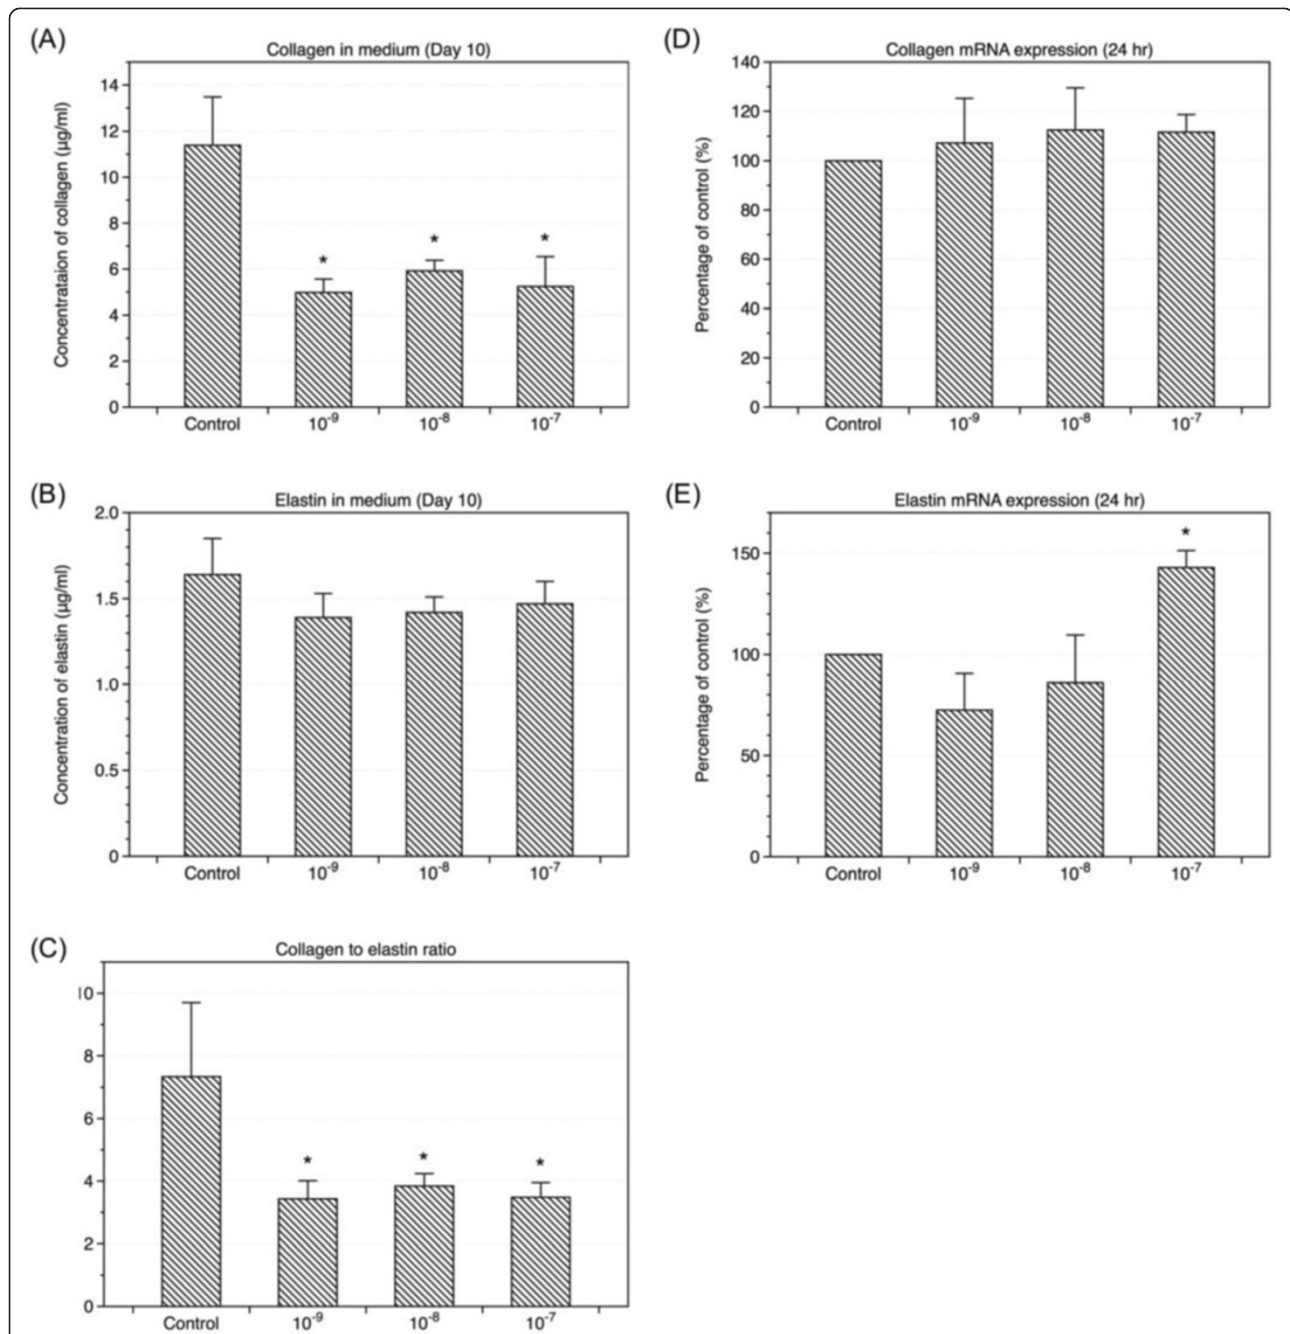 (A)
Collagen in medium (Day 10)
Concentrataion of collagen (μg/ml)
14
12
10
8
6
4
2
0
*
*
*
Control
10⁻⁹
10⁻⁸
10⁻⁷
(D)
Collagen mRNA expression (24 hr)
Percentage of control (%)
140
120
100
80
60
40
20
0
Control
10⁻⁹
10⁻⁸
10⁻⁷
(B)
Elastin in medium (Day 10)
Concentration of elastin (μg/ml)
2.0
1.5
1.0
0.5
0
Control
10⁻⁹
10⁻⁸
10⁻⁷
(E)
Elastin mRNA expression (24 hr)
Percentage of control (%)
150
100
50
0
*
Control
10⁻⁹
10⁻⁸
10⁻⁷
(C)
Collagen to elastin ratio
10
8
6
4
2
0
*
*
*
Control
10⁻⁹
10⁻⁸
10⁻⁷